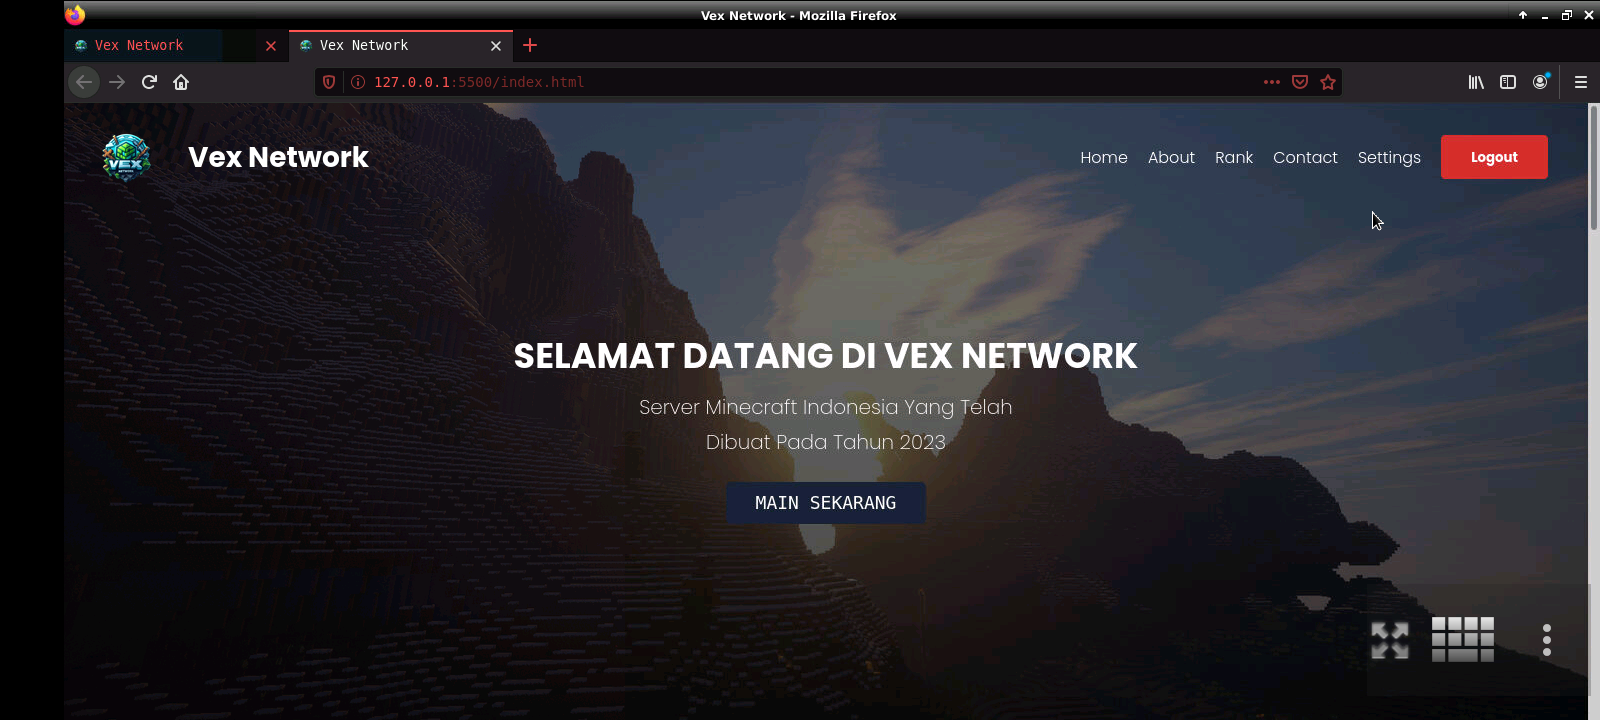 Vex Network - Mozilla Firefox
Vex Network
Vex Network
127.0.0.1:5500/index.html
VEX
Vex Network
Home About Rank Contact Settings Logout
SELAMAT DATANG DI VEX NETWORK
Server Minecraft Indonesia Yang Telah
Dibuat Pada Tahun 2023
MAIN SEKARANG